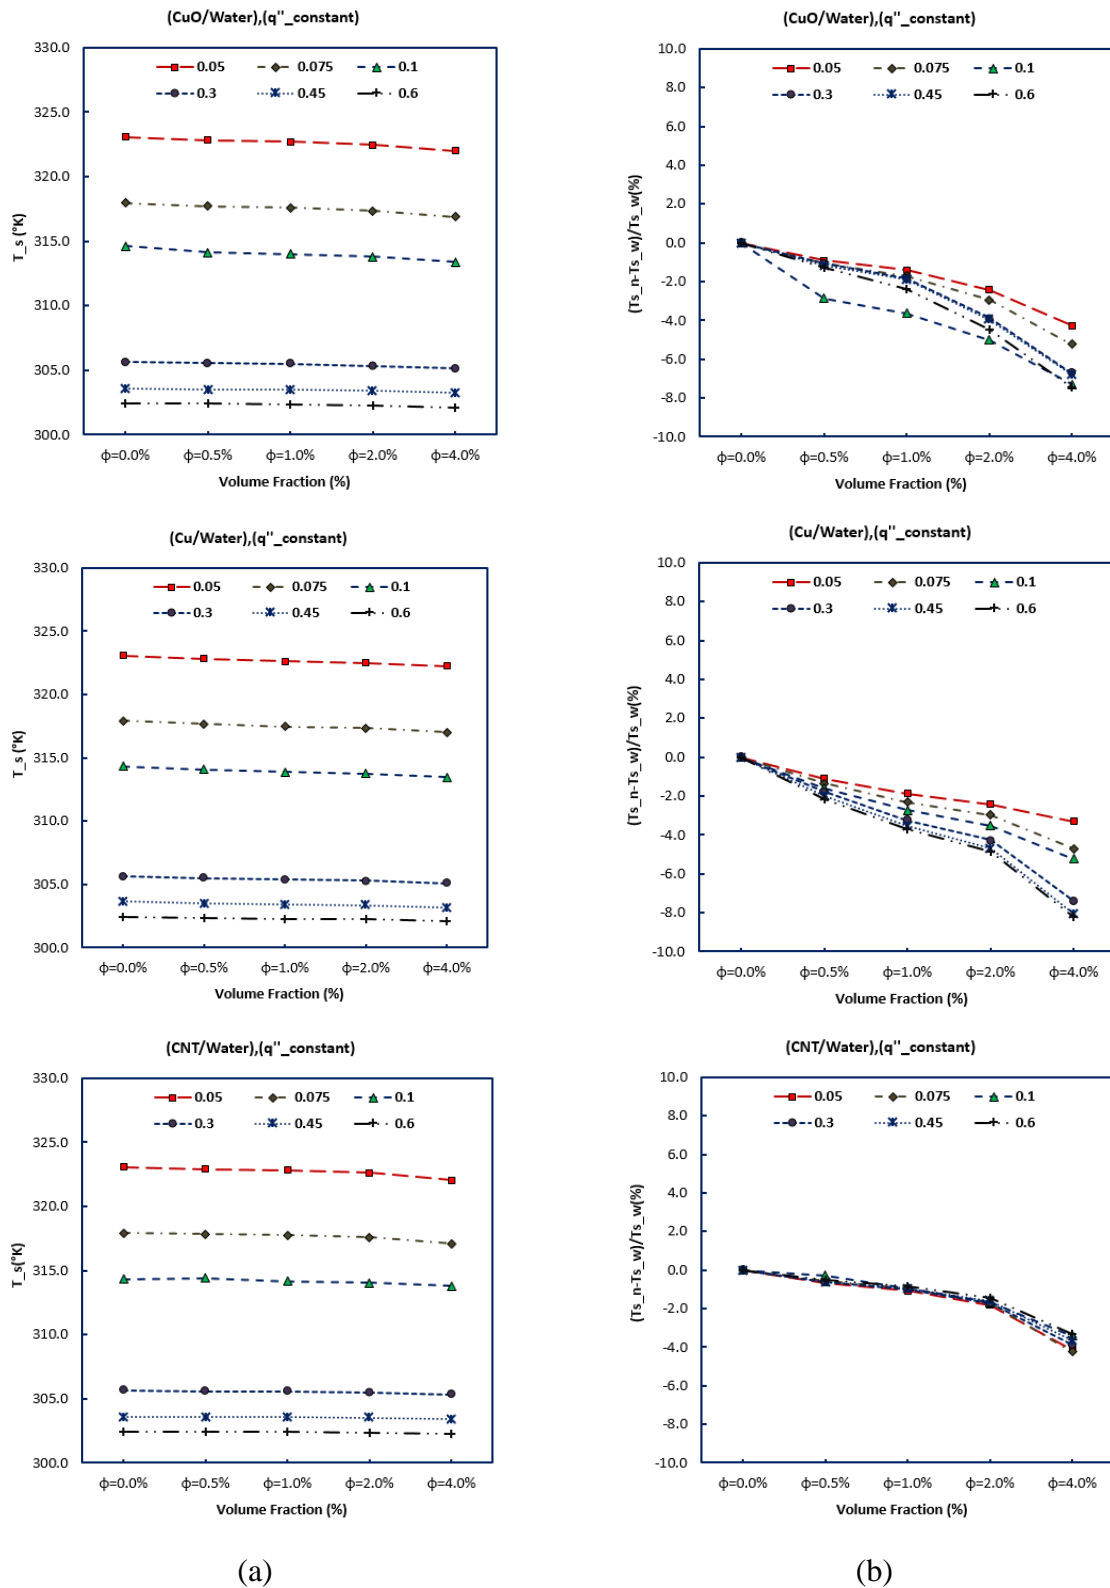 (CuO/Water),(q"_constant)
330.0
325.0
320.0
315.0
310.0
305.0
300.0
T_s (°K)
0.05 0.075 0.1
0.3 0.45 0.6
ϕ=0.0% ϕ=0.5% ϕ=1.0% ϕ=2.0% ϕ=4.0%
Volume Fraction (%)
(CuO/Water),(q"_constant)
10.0
8.0
6.0
4.0
2.0
0.0
-2.0
-4.0
-6.0
-8.0
-10.0
(Ts_n-Ts_w)/Ts_w(%)
0.05 0.075 0.1
0.3 0.45 0.6
ϕ=0.0% ϕ=0.5% ϕ=1.0% ϕ=2.0% ϕ=4.0%
Volume Fraction (%)
(Cu/Water),(q"_constant)
330.0
325.0
320.0
315.0
310.0
305.0
300.0
T_s (°K)
0.05 0.075 0.1
0.3 0.45 0.6
ϕ=0.0% ϕ=0.5% ϕ=1.0% ϕ=2.0% ϕ=4.0%
Volume Fraction (%)
(Cu/Water),(q"_constant)
10.0
8.0
6.0
4.0
2.0
0.0
-2.0
-4.0
-6.0
-8.0
-10.0
(Ts_n-Ts_w)/Ts_w(%)
0.05 0.075 0.1
0.3 0.45 0.6
ϕ=0.0% ϕ=0.5% ϕ=1.0% ϕ=2.0% ϕ=4.0%
Volume Fraction (%)
(CNT/Water),(q"_constant)
330.0
325.0
320.0
315.0
310.0
305.0
300.0
T_s(°K)
0.05 0.075 0.1
0.3 0.45 0.6
ϕ=0.0% ϕ=0.5% ϕ=1.0% ϕ=2.0% ϕ=4.0%
Volume Fraction (%)
(CNT/Water),(q"_constant)
10.0
8.0
6.0
4.0
2.0
0.0
-2.0
-4.0
-6.0
-8.0
-10.0
(Ts_n-Ts_w)/Ts_w(%)
0.05 0.075 0.1
0.3 0.45 0.6
ϕ=0.0% ϕ=0.5% ϕ=1.0% ϕ=2.0% ϕ=4.0%
Volume Fraction (%)
(a) (b)